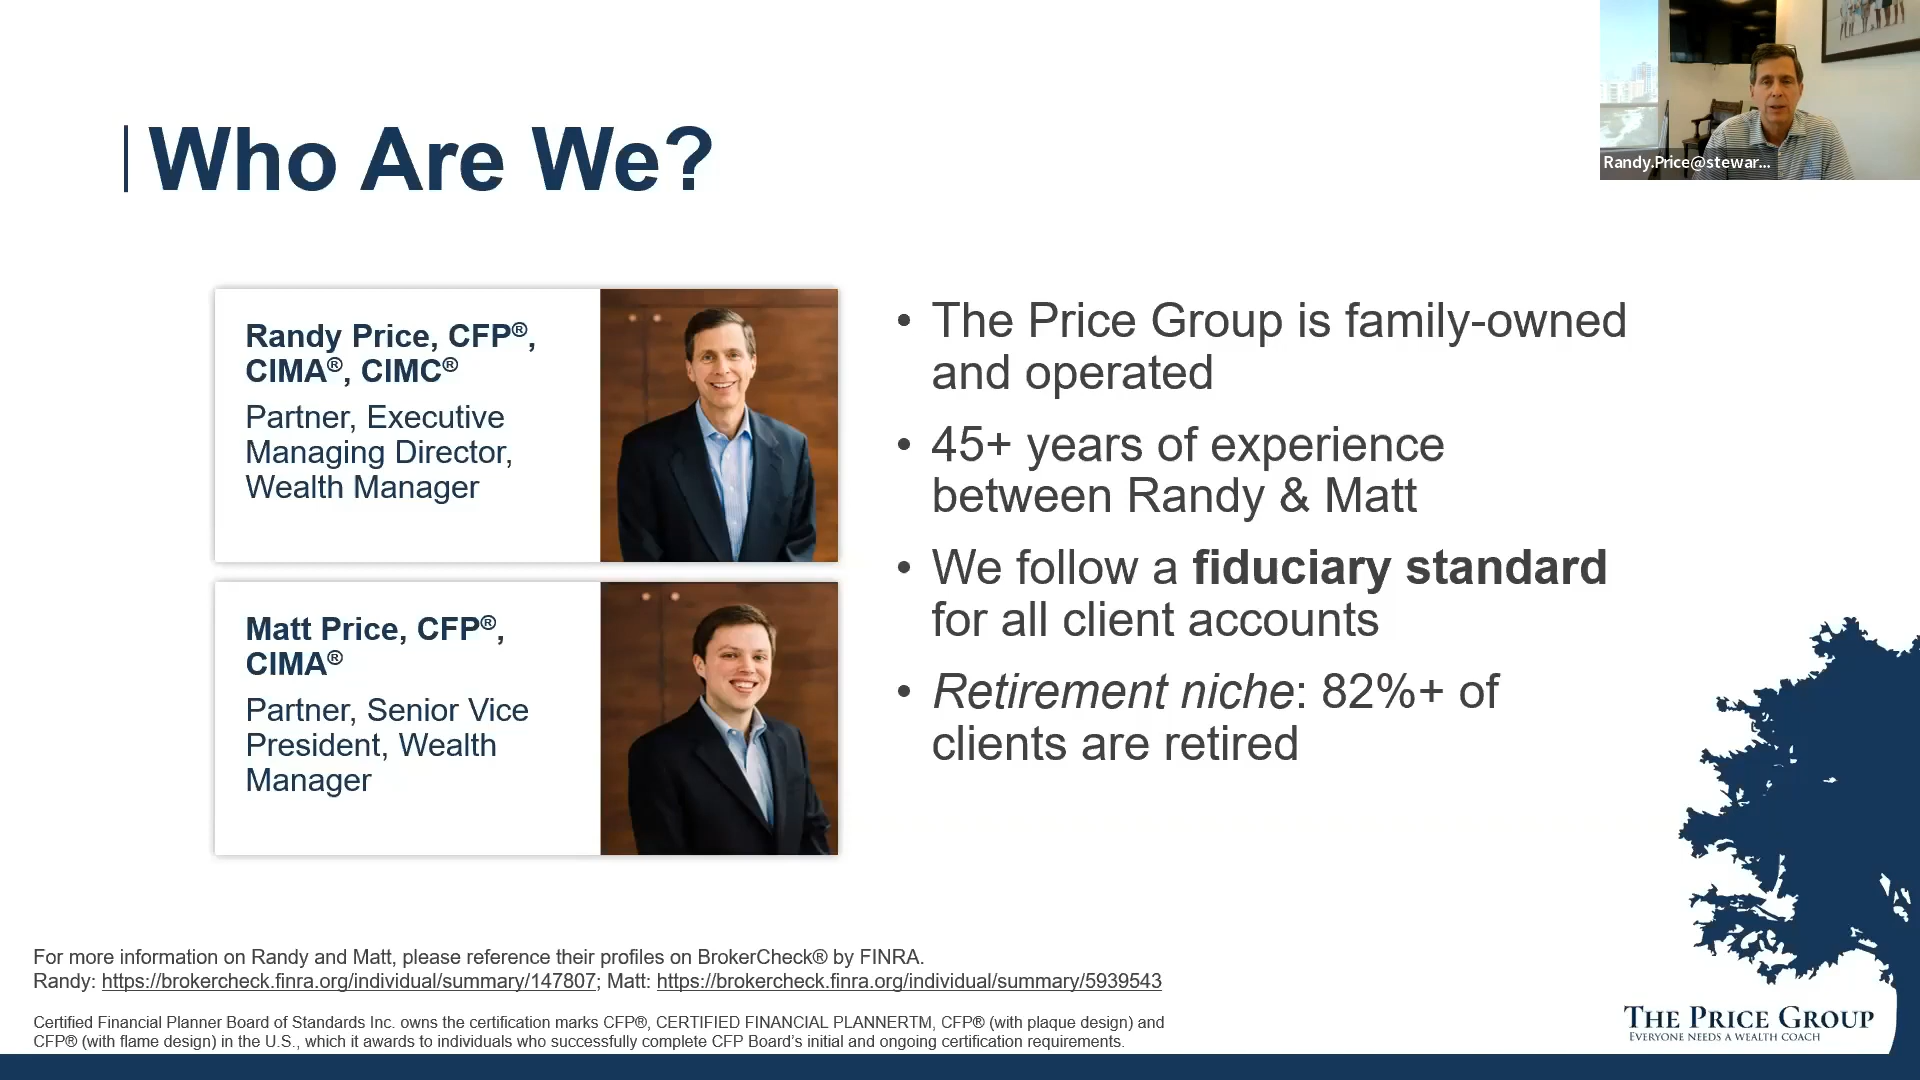 Who Are We?
Randy.Price@stewar...
Randy Price, CFP®,
CIMA®, CIMC®
Partner, Executive
Managing Director,
Wealth Manager
Matt Price, CFP®,
CIMA®
Partner, Senior Vice
President, Wealth
Manager
• The Price Group is family-owned
and operated
• 45+ years of experience
between Randy & Matt
• We follow a fiduciary standard
for all client accounts
• Retirement niche: 82%+ of
clients are retired
For more information on Randy and Matt, please reference their profiles on BrokerCheck® by FINRA.
Randy: https://brokercheck.finra.org/individual/summary/147807; Matt: https://brokercheck.finra.org/individual/summary/5939543
Certified Financial Planner Board of Standards Inc. owns the certification marks CFP®, CERTIFIED FINANCIAL PLANNERTM, CFP® (with plaque design) and
CFP® (with flame design) in the U.S., which it awards to individuals who successfully complete CFP Board's initial and ongoing certification requirements.
THE PRICE GROUP
EVERYONE NEEDS A WEALTH COACH